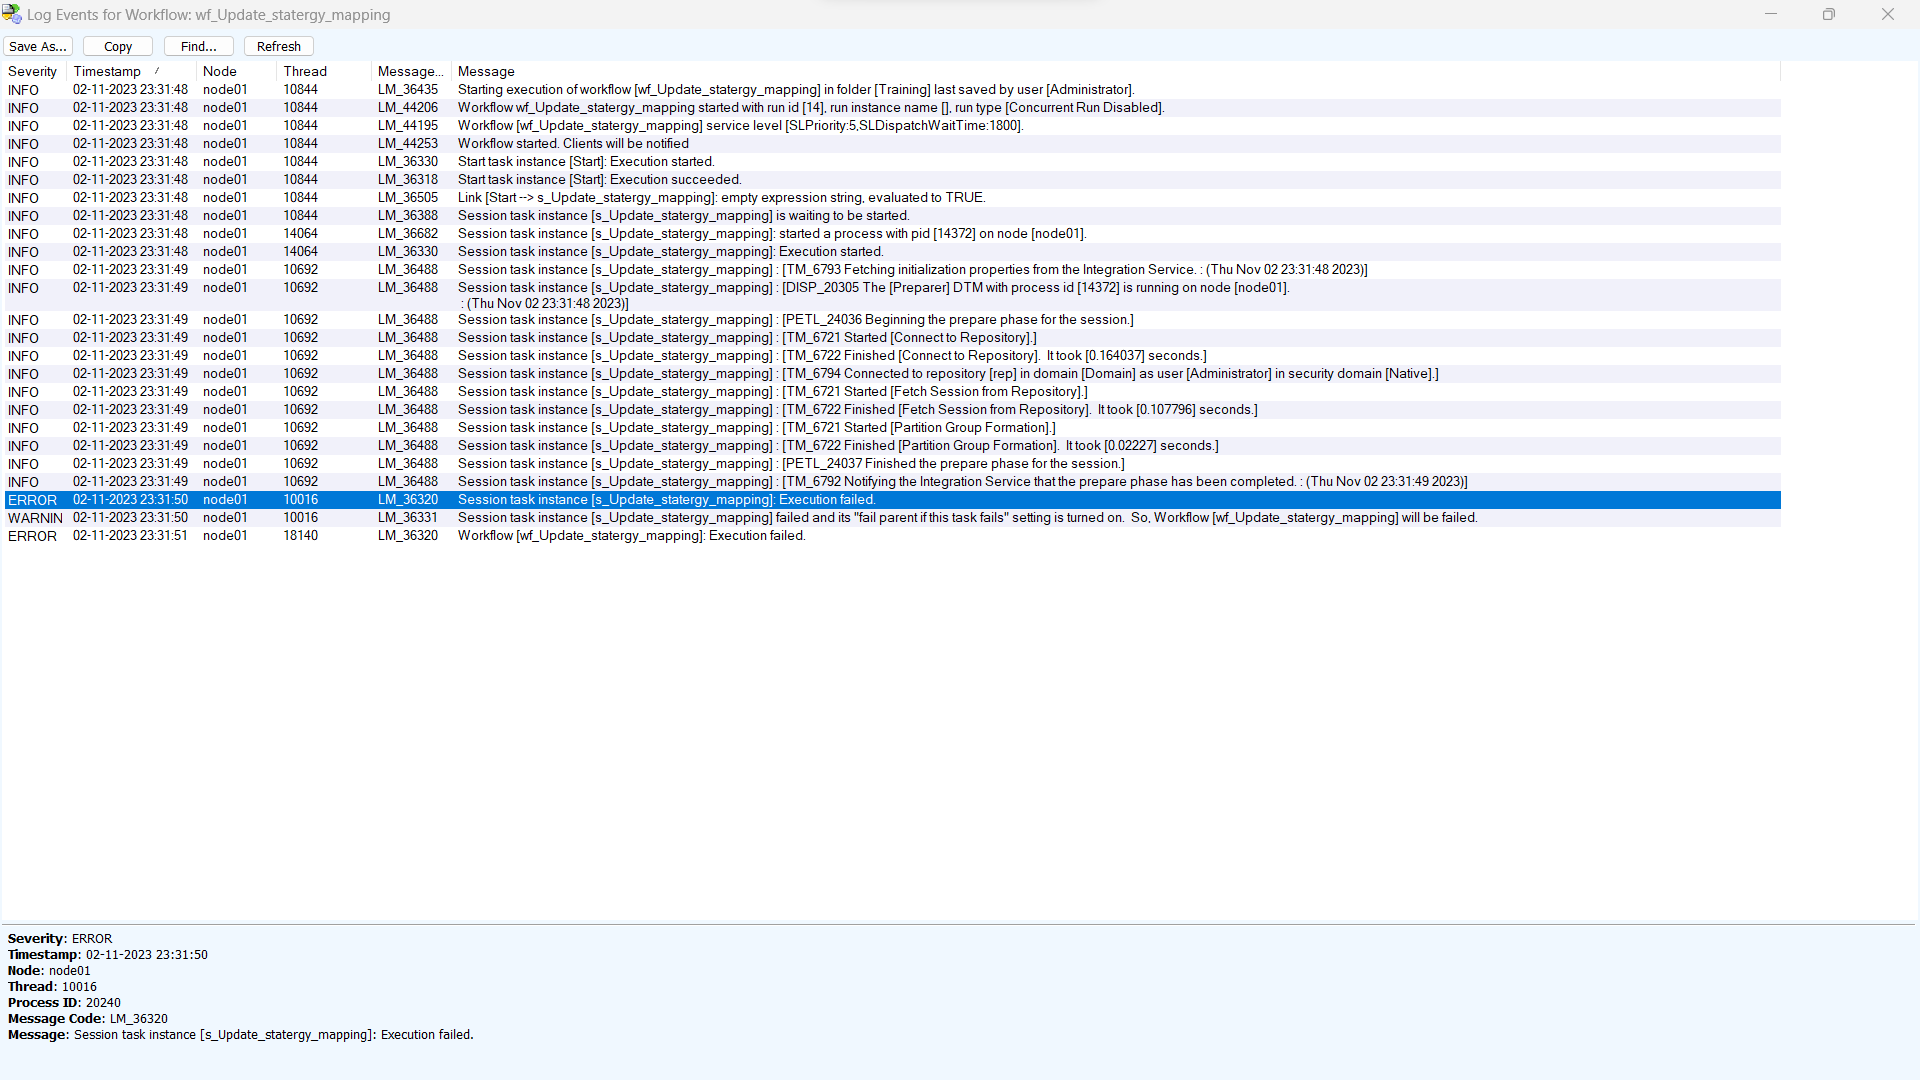 Log Events for Workflow: wf_Update_statergy_mapping
Save As... Copy Find... Refresh
Severity Timestamp Node Thread Message... Message
INFO 02-11-2023 23:31:48 node01 10844 LM_36435 Starting execution of workflow [wf_Update_statergy_mapping] in folder [Training] last saved by user [Administrator].
INFO 02-11-2023 23:31:48 node01 10844 LM_44206 Workflow wf_Update_statergy_mapping started with run id [14], run instance name [], run type [Concurrent Run Disabled].
INFO 02-11-2023 23:31:48 node01 10844 LM_44195 Workflow [wf_Update_statergy_mapping] service level [SLPriority:5,SLDispatchWaitTime:1800].
INFO 02-11-2023 23:31:48 node01 10844 LM_44253 Workflow started. Clients will be notified
INFO 02-11-2023 23:31:48 node01 10844 LM_36330 Start task instance [Start]: Execution started.
INFO 02-11-2023 23:31:48 node01 10844 LM_36318 Start task instance [Start]: Execution succeeded.
INFO 02-11-2023 23:31:48 node01 10844 LM_36505 Link [Start --> s_Update_statergy_mapping]: empty expression string, evaluated to TRUE.
INFO 02-11-2023 23:31:48 node01 10844 LM_36388 Session task instance [s_Update_statergy_mapping] is waiting to be started.
INFO 02-11-2023 23:31:48 node01 14064 LM_36682 Session task instance [s_Update_statergy_mapping]: started a process with pid [14372] on node [node01].
INFO 02-11-2023 23:31:48 node01 14064 LM_36330 Session task instance [s_Update_statergy_mapping]: Execution started.
INFO 02-11-2023 23:31:49 node01 10692 LM_36488 Session task instance [s_Update_statergy_mapping] : [TM_6793 Fetching initialization properties from the Integration Service. : (Thu Nov 02 23:31:48 2023)]
INFO 02-11-2023 23:31:49 node01 10692 LM_36488 Session task instance [s_Update_statergy_mapping] : [DISP_20305 The [Preparer] DTM with process id [14372] is running on node [node01].
: (Thu Nov 02 23:31:48 2023)]
INFO 02-11-2023 23:31:49 node01 10692 LM_36488 Session task instance [s_Update_statergy_mapping] : [PETL_24036 Beginning the prepare phase for the session.]
INFO 02-11-2023 23:31:49 node01 10692 LM_36488 Session task instance [s_Update_statergy_mapping] : [TM_6721 Started [Connect to Repository].]
INFO 02-11-2023 23:31:49 node01 10692 LM_36488 Session task instance [s_Update_statergy_mapping] : [TM_6722 Finished [Connect to Repository]. It took [0.164037] seconds.]
INFO 02-11-2023 23:31:49 node01 10692 LM_36488 Session task instance [s_Update_statergy_mapping] : [TM_6794 Connected to repository [rep] in domain [Domain] as user [Administrator] in security domain [Native].]
INFO 02-11-2023 23:31:49 node01 10692 LM_36488 Session task instance [s_Update_statergy_mapping] : [TM_6721 Started [Fetch Session from Repository].]
INFO 02-11-2023 23:31:49 node01 10692 LM_36488 Session task instance [s_Update_statergy_mapping] : [TM_6722 Finished [Fetch Session from Repository]. It took [0.107796] seconds.]
INFO 02-11-2023 23:31:49 node01 10692 LM_36488 Session task instance [s_Update_statergy_mapping] : [TM_6721 Started [Partition Group Formation].]
INFO 02-11-2023 23:31:49 node01 10692 LM_36488 Session task instance [s_Update_statergy_mapping] : [TM_6722 Finished [Partition Group Formation]. It took [0.02227] seconds.]
INFO 02-11-2023 23:31:49 node01 10692 LM_36488 Session task instance [s_Update_statergy_mapping] : [PETL_24037 Finished the prepare phase for the session.]
INFO 02-11-2023 23:31:49 node01 10692 LM_36488 Session task instance [s_Update_statergy_mapping] : [TM_6792 Notifying the Integration Service that the prepare phase has been completed. : (Thu Nov 02 23:31:49 2023)]
ERROR 02-11-2023 23:31:50 node01 10016 LM_36320 Session task instance [s_Update_statergy_mapping]: Execution failed.
WARNIN 02-11-2023 23:31:50 node01 10016 LM_36331 Session task instance [s_Update_statergy_mapping] failed and its "fail parent if this task fails" setting is turned on. So, Workflow [wf_Update_statergy_mapping] will be failed.
ERROR 02-11-2023 23:31:51 node01 18140 LM_36320 Workflow [wf_Update_statergy_mapping]: Execution failed.
Severity: ERROR
Timestamp: 02-11-2023 23:31:50
Node: node01
Thread: 10016
Process ID: 20240
Message Code: LM_36320
Message: Session task instance [s_Update_statergy_mapping]: Execution failed.